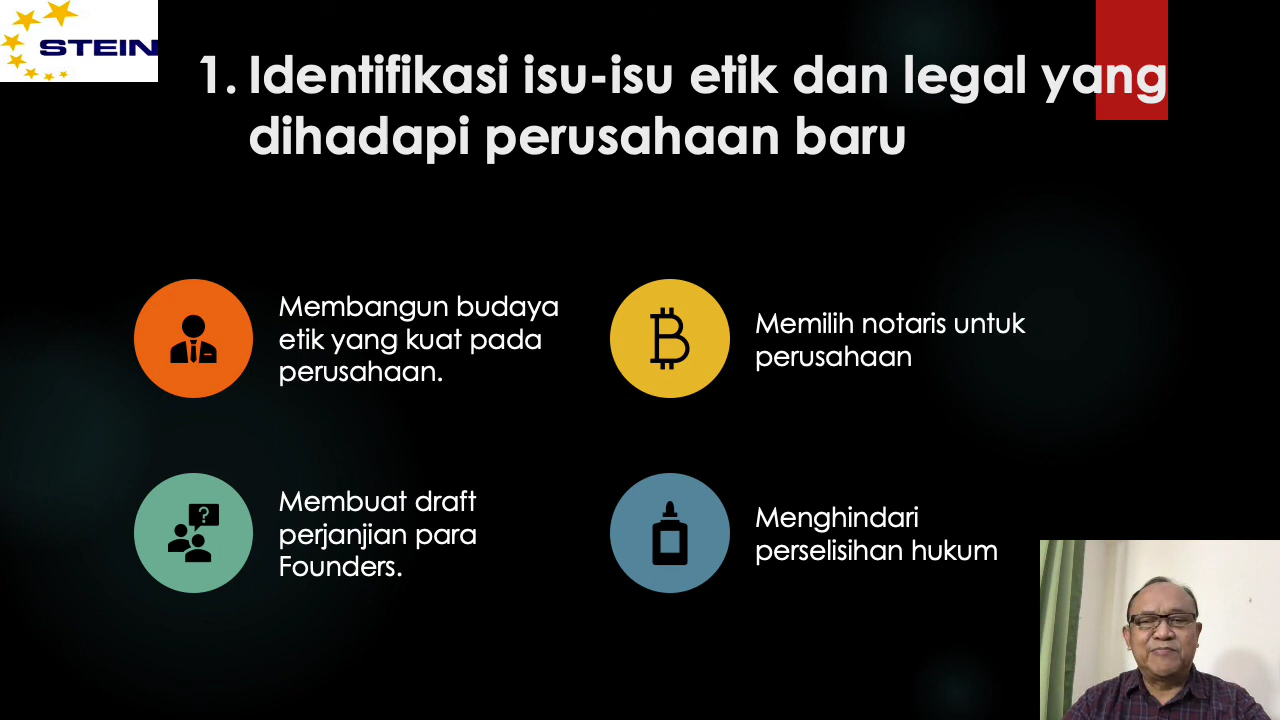 STEIN
1. Identifikasi isu-isu etik dan legal yang
dihadapi perusahaan baru
Membangun budaya
etik yang kuat pada
perusahaan.
Memilih notaris untuk
perusahaan
Membuat draft
perjanjian para
Founders.
Menghindari
perselisihan hukum